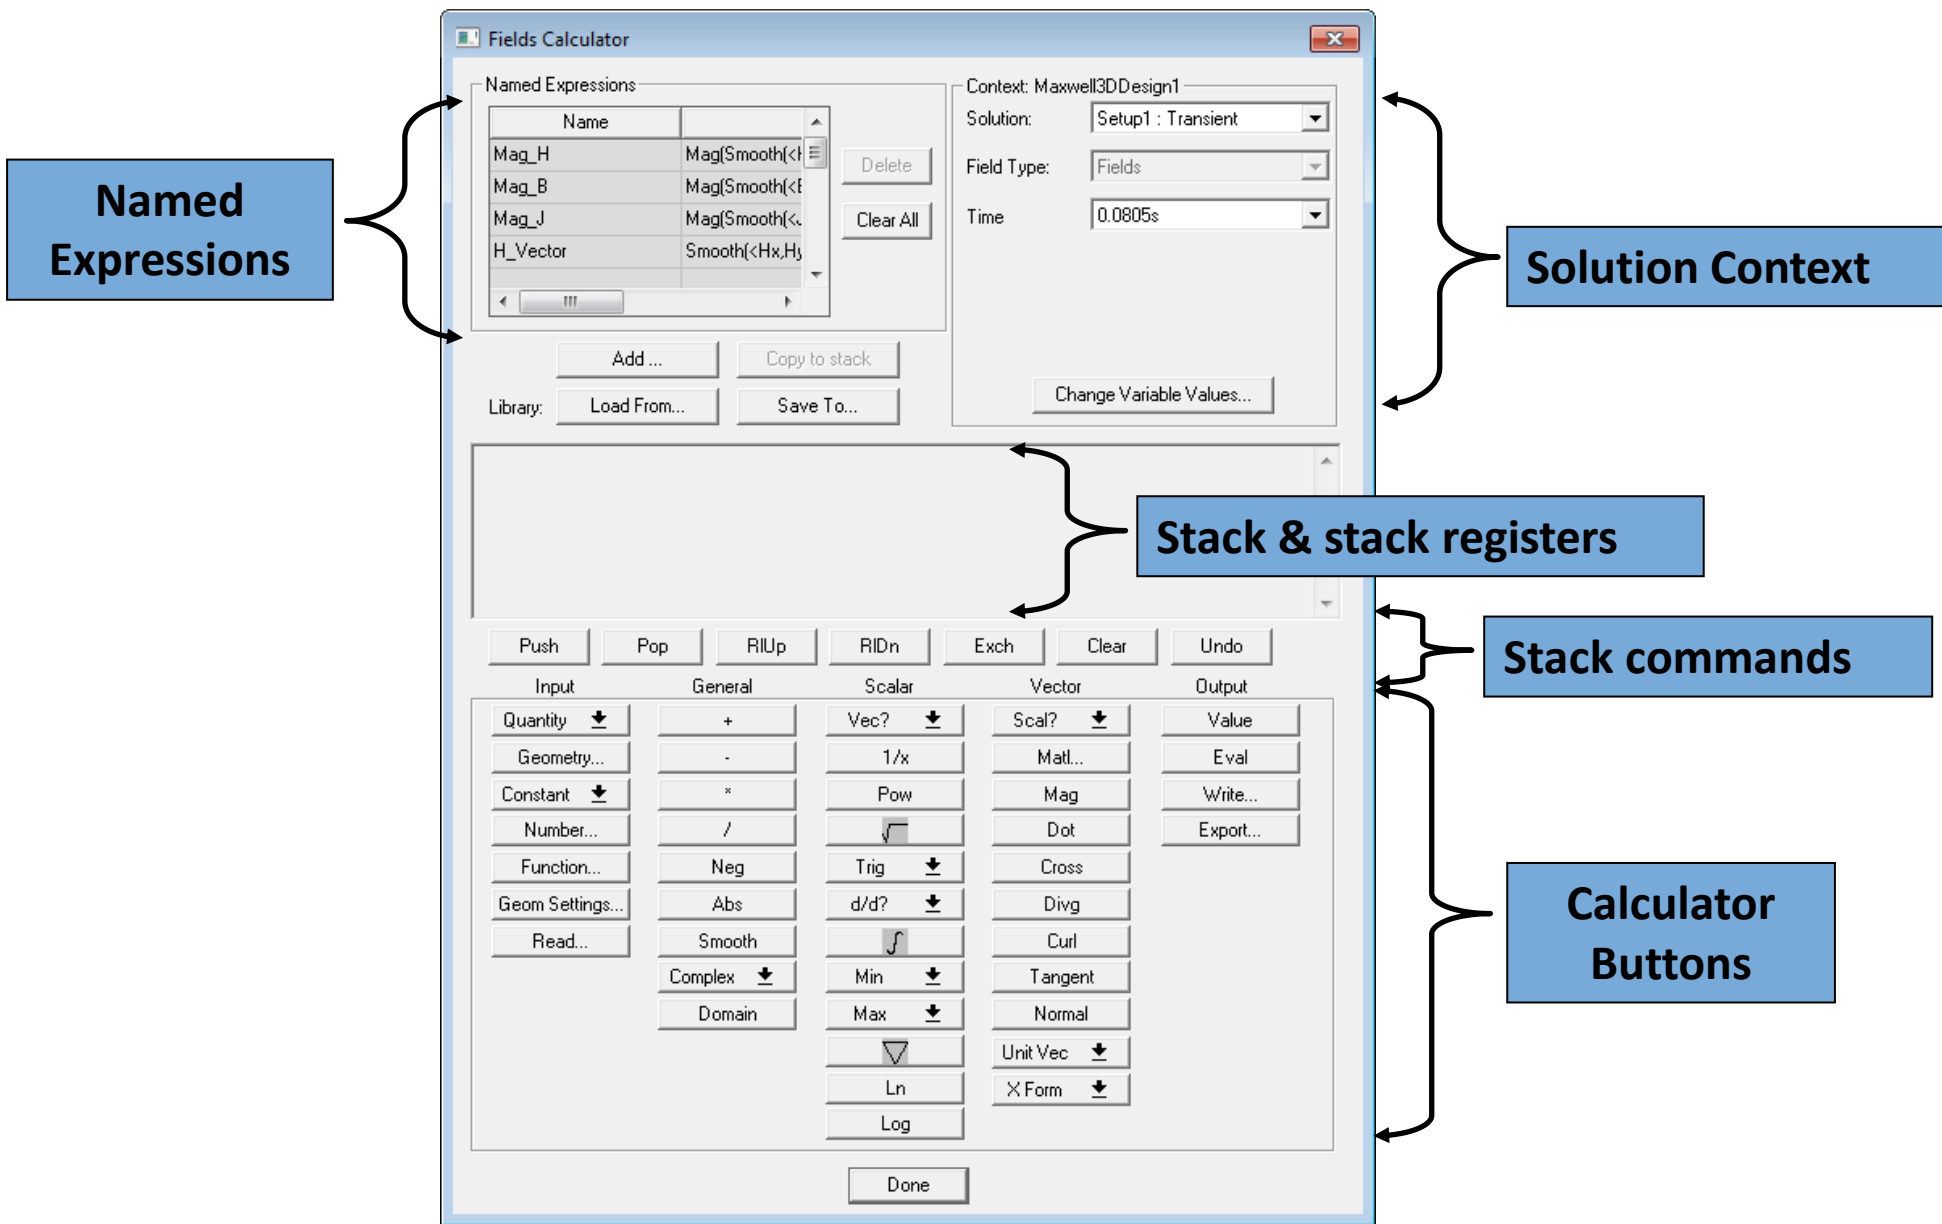 Fields Calculator
Named Expressions
Name
Mag_H Mag(Smooth(<H
Mag_B Mag(Smooth(<B
Mag_J Mag(Smooth(<J
H_Vector Smooth(<Hx,Hy
Delete
Clear All
Add ...
Copy to stack
Library:
Load From...
Save To...
Context: Maxwell3DDesign1
Solution: Setup1 : Transient
Field Type: Fields
Time 0.0805s
Change Variable Values...
Named
Expressions
Solution Context
Stack & stack registers
Stack commands
Push Pop RlUp RlDn Exch Clear Undo
Input General Scalar Vector Output
Quantity + Vec? Scal? Value
Geometry... - 1/x Matl... Eval
Constant * Pow Mag Write...
Number... / √ Dot Export...
Function... Neg Trig Cross
Geom Settings... Abs d/d? Divg
Read... Smooth ∫ Curl
Complex Min Tangent
Domain Max Normal
▽ Unit Vec
Ln X Form
Log
Calculator
Buttons
Done